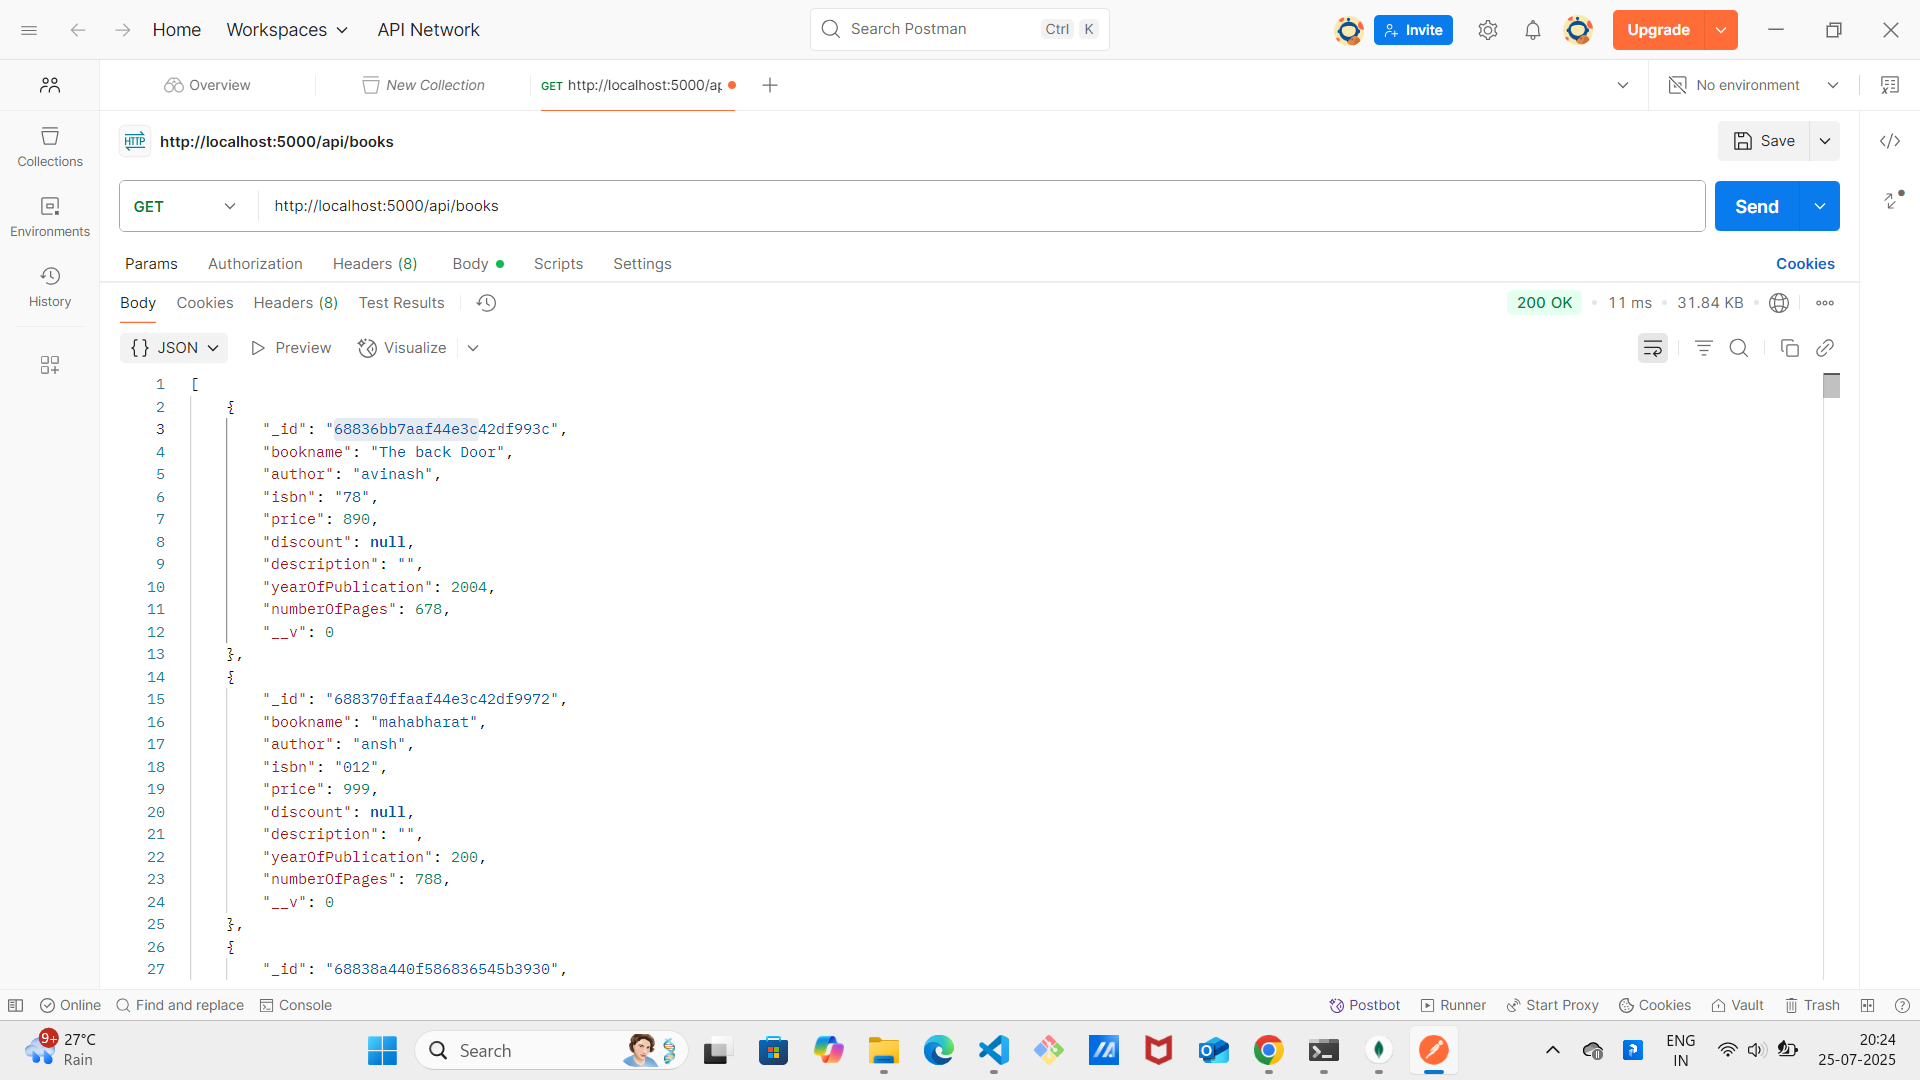 Home
Workspaces
API Network
Search Postman
Ctrl
K
Invite
Upgrade
Overview
New Collection
GET http://localhost:5000/ap
No environment
HTTP http://localhost:5000/api/books
Save
Collections
Environments
History
GET
http://localhost:5000/api/books
Send
Params
Authorization
Headers (8)
Body
Scripts
Settings
Cookies
Body
Cookies
Headers (8)
Test Results
200 OK
11 ms
31.84 KB
{} JSON
Preview
Visualize
1 [
2 {
3 "_id": "68836bb7aaf44e3c42df993c",
4 "bookname": "The back Door",
5 "author": "avinash",
6 "isbn": "78",
7 "price": 890,
8 "discount": null,
9 "description": "",
10 "yearOfPublication": 2004,
11 "numberOfPages": 678,
12 "__v": 0
13 },
14 {
15 "_id": "688370ffaaf44e3c42df9972",
16 "bookname": "mahabharat",
17 "author": "ansh",
18 "isbn": "012",
19 "price": 999,
20 "discount": null,
21 "description": "",
22 "yearOfPublication": 200,
23 "numberOfPages": 788,
24 "__v": 0
25 },
26 {
27 "_id": "68838a440f586836545b3930",
Online
Find and replace
Console
Postbot
Runner
Start Proxy
Cookies
Vault
Trash
9+
27°C
Rain
Search
ENG
IN
20:24
25-07-2025